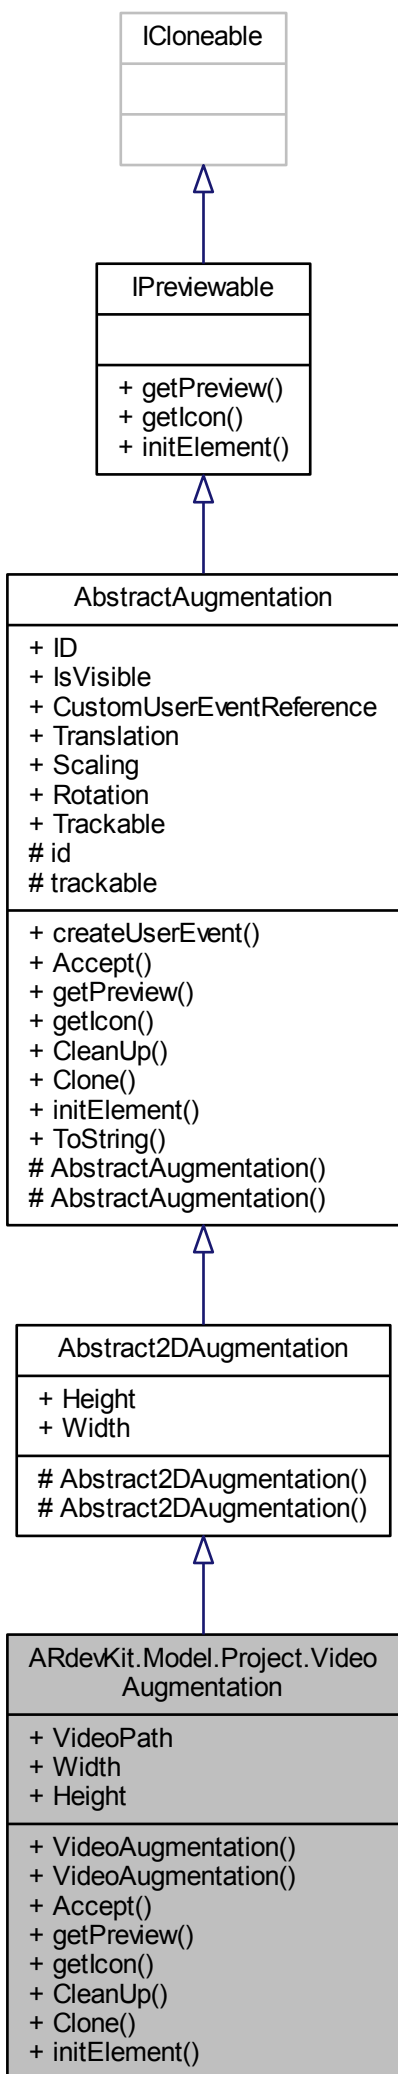 ICloneable
IPreviewable
+ getPreview()
+ getIcon()
+ initElement()
AbstractAugmentation
+ ID
+ IsVisible
+ CustomUserEventReference
+ Translation
+ Scaling
+ Rotation
+ Trackable
# id
# trackable
+ createUserEvent()
+ Accept()
+ getPreview()
+ getIcon()
+ CleanUp()
+ Clone()
+ initElement()
+ ToString()
# AbstractAugmentation()
# AbstractAugmentation()
Abstract2DAugmentation
+ Height
+ Width
# Abstract2DAugmentation()
# Abstract2DAugmentation()
ARdevKit.Model.Project.Video
Augmentation
+ VideoPath
+ Width
+ Height
+ VideoAugmentation()
+ VideoAugmentation()
+ Accept()
+ getPreview()
+ getIcon()
+ CleanUp()
+ Clone()
+ initElement()